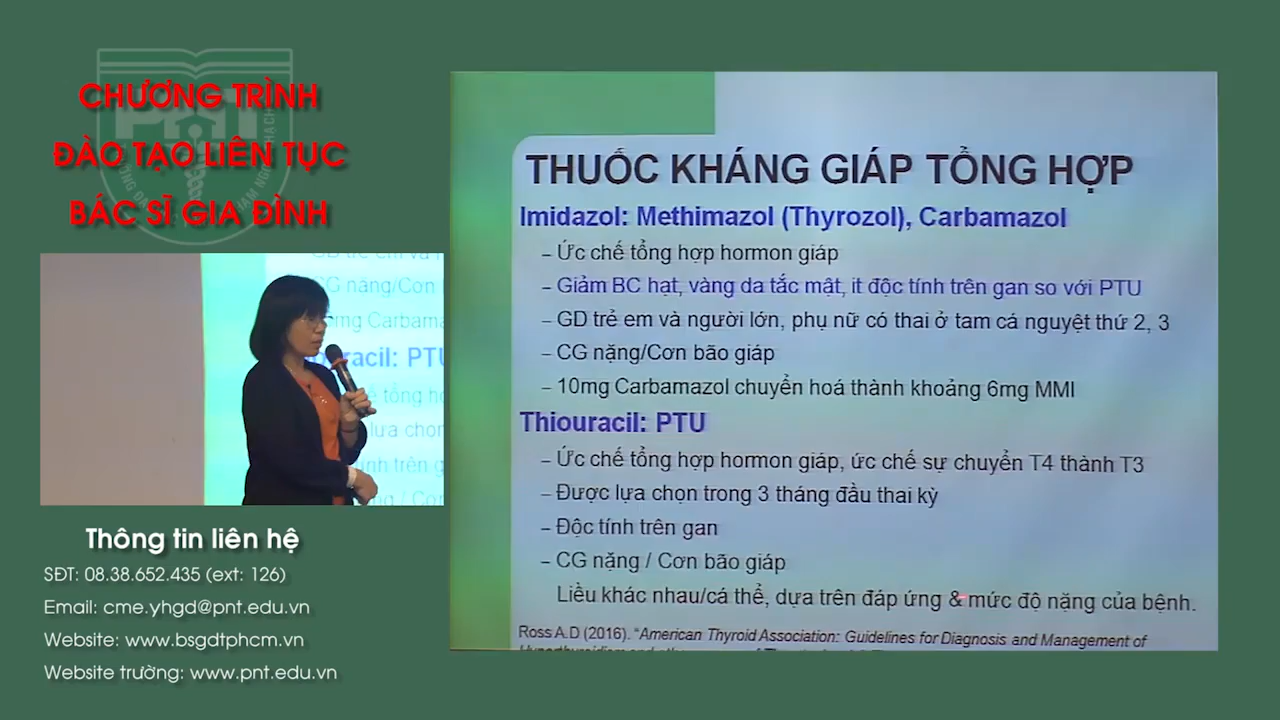 CHƯƠNG TRÌNH
ĐÀO TẠO LIÊN TỤC
BÁC SĨ GIA ĐÌNH
THUỐC KHÁNG GIÁP TỔNG HỢP
Imidazol: Methimazol (Thyrozol), Carbamazol
– Ức chế tổng hợp hormon giáp
– Giảm BC hạt, vàng da tắc mật, it độc tính trên gan so với PTU
– GD trẻ em và người lớn, phụ nữ có thai ở tam cá nguyệt thứ 2, 3
– CG nặng/Cơn bão giáp
– 10mg Carbamazol chuyển hoá thành khoảng 6mg MMI
Thiouracil: PTU
– Ức chế tổng hợp hormon giáp, ức chế sự chuyển T4 thành T3
– Được lựa chọn trong 3 tháng đầu thai kỳ
– Độc tính trên gan
– CG nặng / Cơn bão giáp
Liều khác nhau/cá thể, dựa trên đáp ứng & mức độ nặng của bệnh.
Ross A.D (2016). "American Thyroid Association: Guidelines for Diagnosis and Management of
Thông tin liên hệ
SĐT: 08.38.652.435 (ext: 126)
Email: cme.yhgd@pnt.edu.vn
Website: www.bsgdtphcm.vn
Website trường: www.pnt.edu.vn